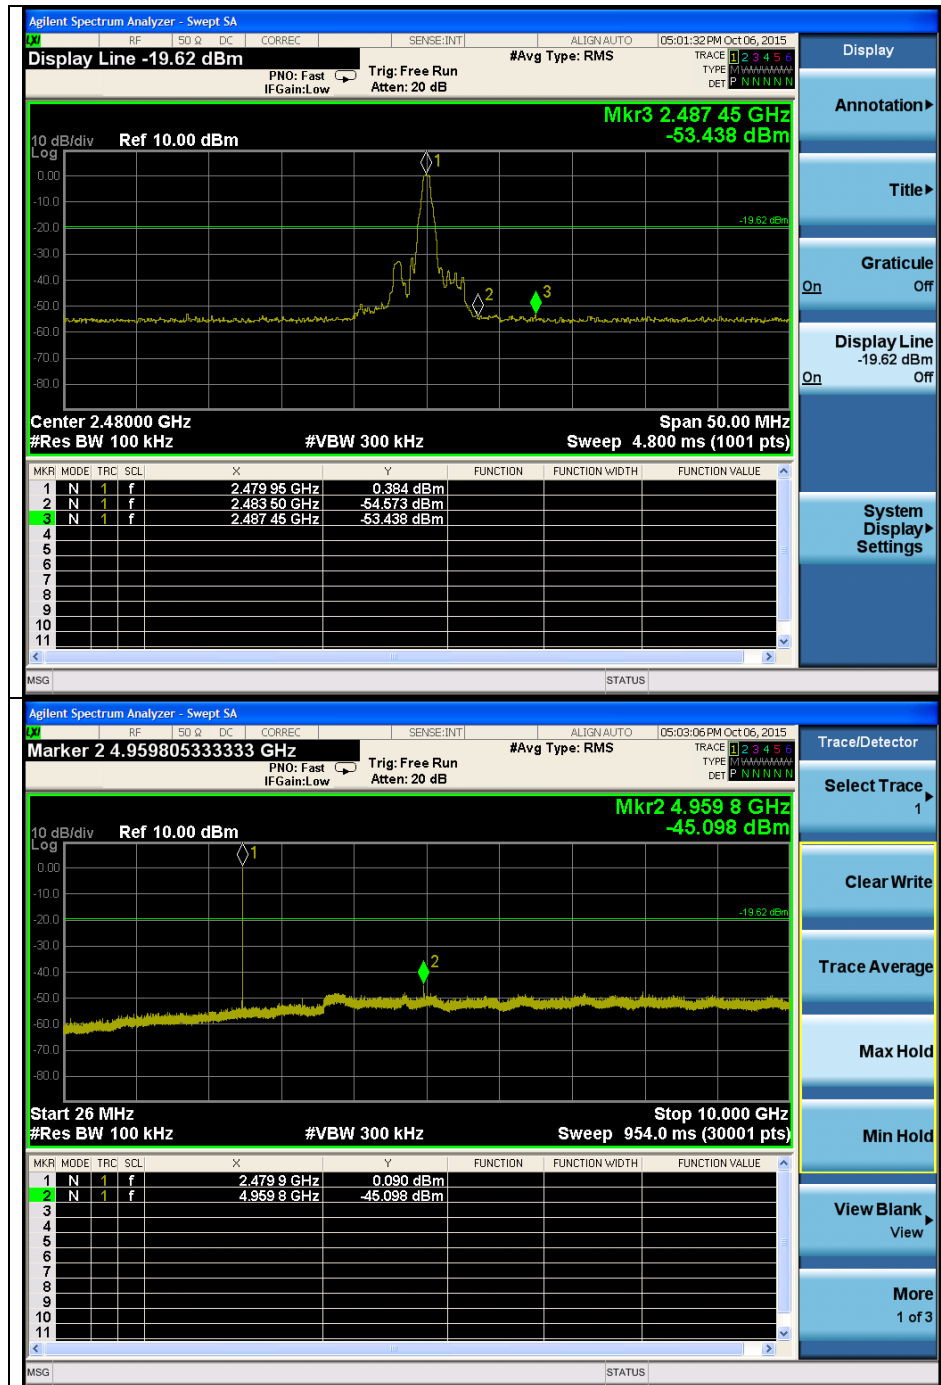 Agilent Spectrum Analyzer - Swept SA
LXI RF 50 Ω DC CORREC SENSE:INT ALIGN AUTO 05:01:32 PM Oct 06, 2015
Display Line -19.62 dBm
#Avg Type: RMS
TRACE 1 2 3 4 5 6
PNO: Fast Trig: Free Run
TYPE M W W W W W
IFGain:Low Atten: 20 dB
DET P N N N N N
Mkr3 2.487 45 GHz
-53.438 dBm
10 dB/div Ref 10.00 dBm
Log
1
0.00
-10.0
-20.0
-19.62 dBm
-30.0
-40.0
2
3
-50.0
-60.0
-70.0
-80.0
Center 2.48000 GHz Span 50.00 MHz
#Res BW 100 kHz #VBW 300 kHz Sweep 4.800 ms (1001 pts)
MKR MODE TRC SCL X Y FUNCTION FUNCTION WIDTH FUNCTION VALUE
1 N 1 f 2.479 95 GHz 0.384 dBm
2 N 1 f 2.483 50 GHz -54.573 dBm
3 N 1 f 2.487 45 GHz -53.438 dBm
4
5
6
7
8
9
10
11
MSG STATUS
Display
Annotation
Title
Graticule
On Off
Display Line
-19.62 dBm
On Off
System
Display
Settings
Agilent Spectrum Analyzer - Swept SA
LXI RF 50 Ω DC CORREC SENSE:INT ALIGN AUTO 05:03:06 PM Oct 06, 2015
Marker 2 4.959805333333 GHz
#Avg Type: RMS
TRACE 1 2 3 4 5 6
PNO: Fast Trig: Free Run
TYPE M W W W W W
IFGain:Low Atten: 20 dB
DET P N N N N N
Mkr2 4.959 8 GHz
-45.098 dBm
10 dB/div Ref 10.00 dBm
Log
1
0.00
-10.0
-20.0
-19.62 dBm
-30.0
2
-40.0
-50.0
-60.0
-70.0
-80.0
Start 26 MHz Stop 10.000 GHz
#Res BW 100 kHz #VBW 300 kHz Sweep 954.0 ms (30001 pts)
MKR MODE TRC SCL X Y FUNCTION FUNCTION WIDTH FUNCTION VALUE
1 N 1 f 2.479 9 GHz 0.090 dBm
2 N 1 f 4.959 8 GHz -45.098 dBm
3
4
5
6
7
8
9
10
11
MSG STATUS
Trace/Detector
Select Trace
1
Clear Write
Trace Average
Max Hold
Min Hold
View Blank
View
More
1 of 3